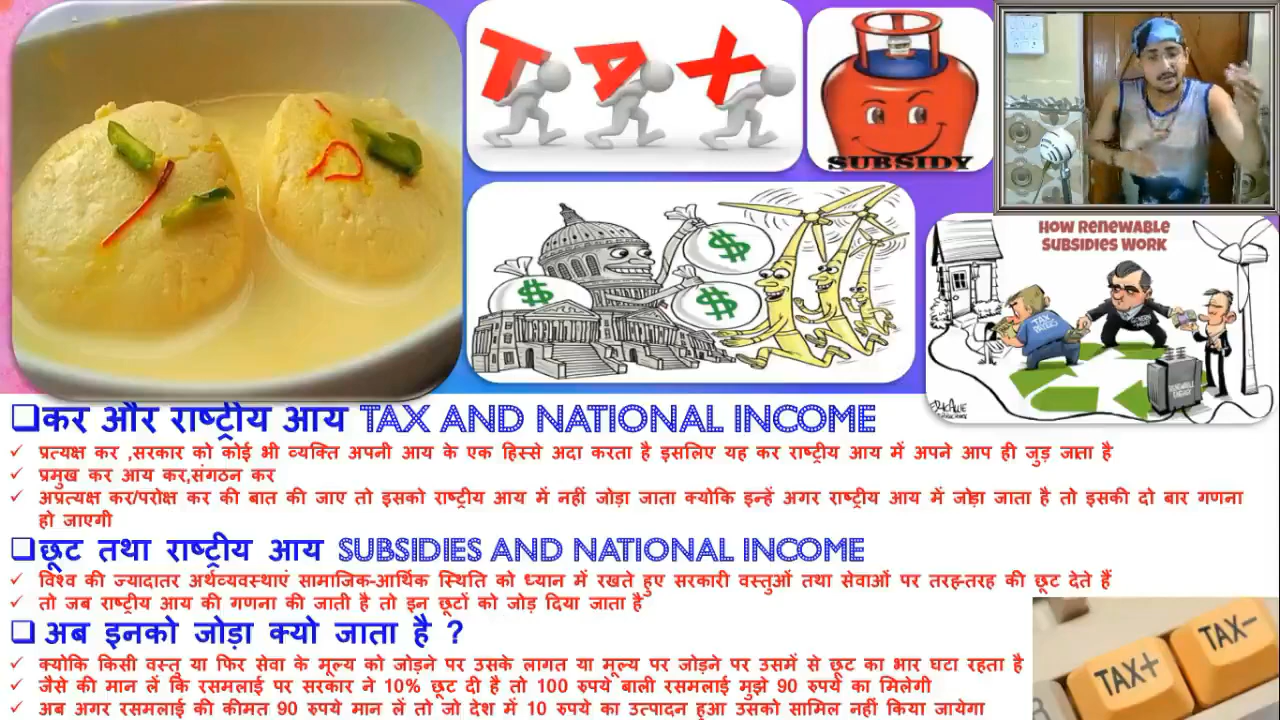 TAX
SUBSIDY
HOW RENEWABLE
SUBSIDIES WORK
TAX
$
$
$
❑कर और राष्ट्रीय आय TAX AND NATIONAL INCOME
✓ प्रत्यक्ष कर ,सरकार को कोई भी व्यक्ति अपनी आय के एक हिस्से अदा करता है इसलिए यह कर राष्ट्रीय आय में अपने आप ही जुड़ जाता है
✓ प्रमुख कर आय कर,संगठन कर
✓ अप्रत्यक्ष कर/परोक्ष कर की बात की जाए तो इसको राष्ट्रीय आय में नहीं जोड़ा जाता क्योकि इन्हें अगर राष्ट्रीय आय में जोड़ा जाता है तो इसकी दो बार गणना
हो जाएगी
❑छूट तथा राष्ट्रीय आय SUBSIDIES AND NATIONAL INCOME
✓ विश्व की ज्यादातर अर्थव्यवस्थाएं सामाजिक-आर्थिक स्थिति को ध्यान में रखते हुए सरकारी वस्तुओं तथा सेवाओं पर तरह-तरह की छूट देते हैं
✓ तो जब राष्ट्रीय आय की गणना की जाती है तो इन छूटों को जोड़ दिया जाता है
❑ अब इनको जोड़ा क्यो जाता है ?
✓ क्योकि किसी वस्तु या फिर सेवा के मूल्य को जोड़ने पर उसके लागत या मूल्य पर जोड़ने पर उसमें से छूट का भार घटा रहता है
✓ जैसे की मान लें कि रसमलाई पर सरकार ने 10% छूट दी है तो 100 रुपये बाली रसमलाई मुझे 90 रुपये का मिलेगी
✓ अब अगर रसमलाई की कीमत 90 रुपये मान लें तो जो देश में 10 रुपये का उत्पादन हुआ उसको सामिल नहीं किया जायेगा
TAX+
TAX−